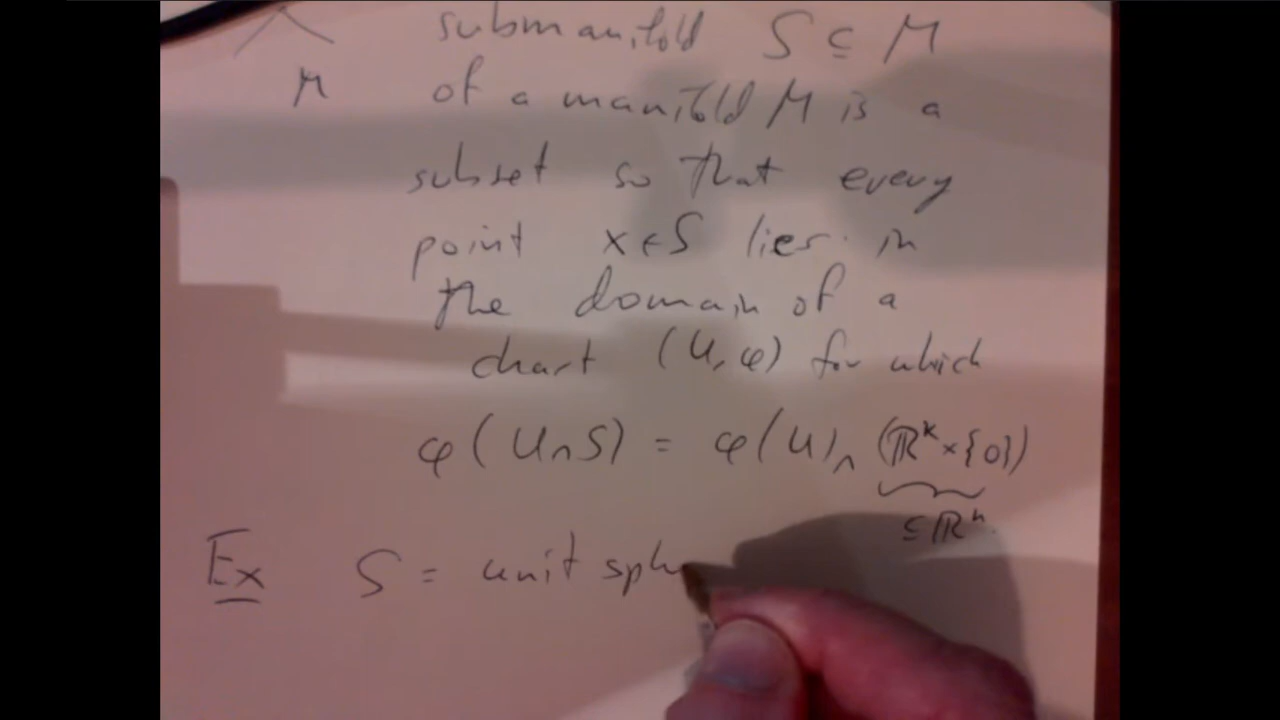 submanifold S ⊆ M
M of a manifold M is a
subset so that every
point x ∈ S lies in
the domain of a
chart (U, φ) for which
φ(U ∩ S) = φ(U) ∩ (ℝᵏ × {0})
⊆ ℝⁿ
Ex S = unit sph